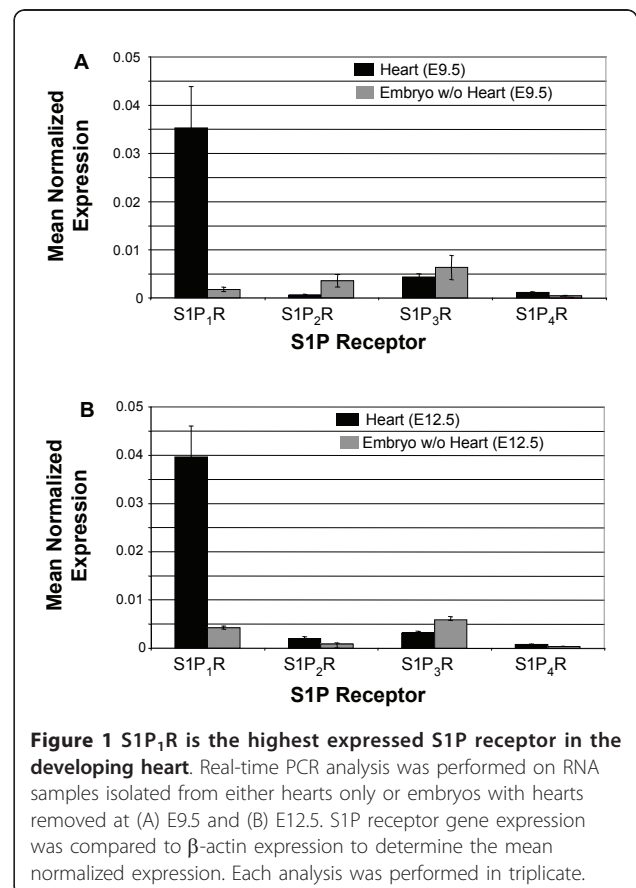 A
Heart (E9.5)
Embryo w/o Heart (E9.5)
Mean Normalized
Expression
0.05
0.04
0.03
0.02
0.01
0
S1P₁R S1P₂R S1P₃R S1P₄R
S1P Receptor
B
Heart (E12.5)
Embryo w/o Heart (E12.5)
Mean Normalized
Expression
0.05
0.04
0.03
0.02
0.01
0
S1P₁R S1P₂R S1P₃R S1P₄R
S1P Receptor
Figure 1 S1P₁R is the highest expressed S1P receptor in the
developing heart. Real-time PCR analysis was performed on RNA
samples isolated from either hearts only or embryos with hearts
removed at (A) E9.5 and (B) E12.5. S1P receptor gene expression
was compared to β-actin expression to determine the mean
normalized expression. Each analysis was performed in triplicate.